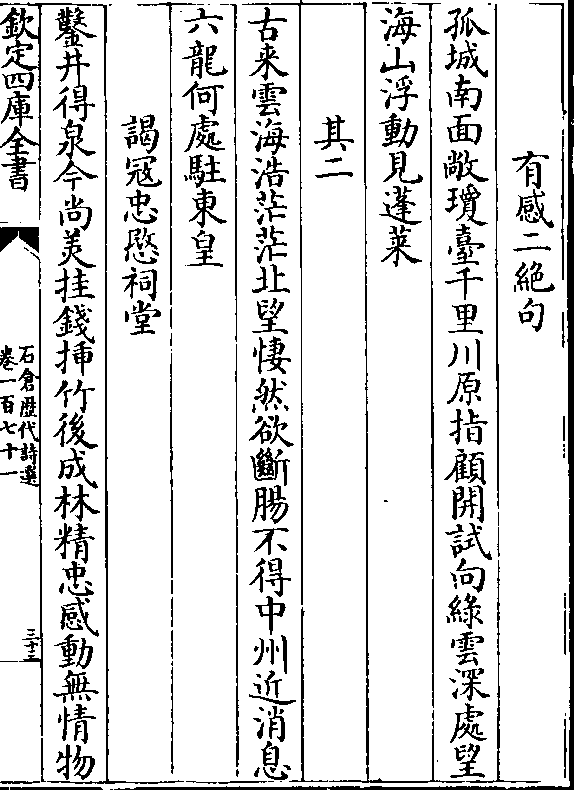 有感二絶句
孤城南面敞瓊臺千里川原指顧開試向綠雲深處望
海山浮動見蓬萊
其二
古来雲海浩茫茫北望悽然欲斷腸不得中州近消息
六龍何處駐東皇
謁冦忠愍祠堂
鑿井得泉今尚美挂錢揷竹後成林精忠感動無情物
欽定四庫全書
石倉歴代詩選
卷一百七十一
三十三